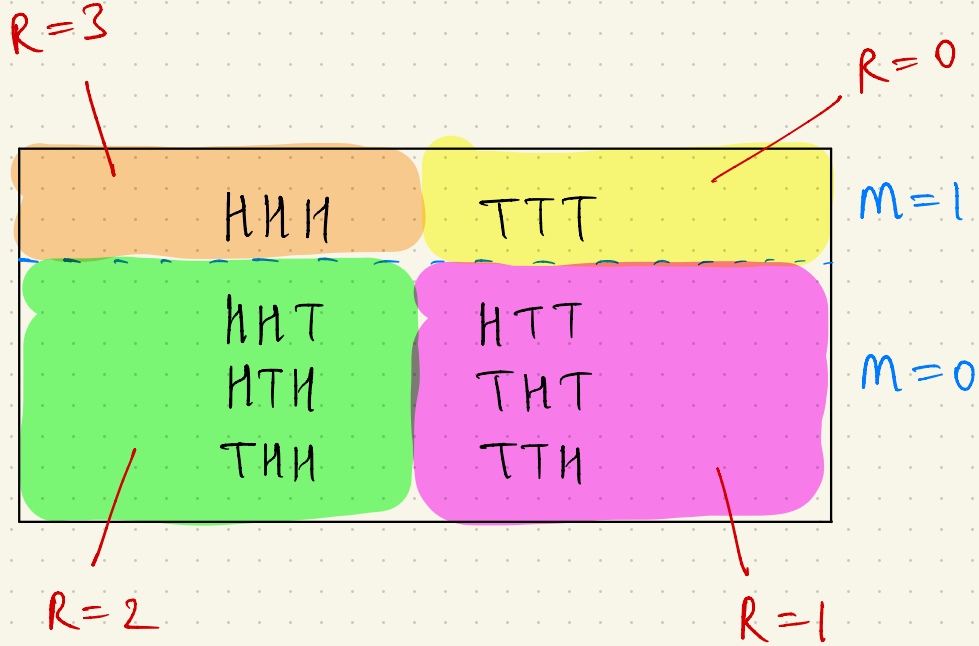 R=3
R=0
HHH TTT
m=1
HHT HTT
HTH THT
m=0
THH TTH
R=2
R=1